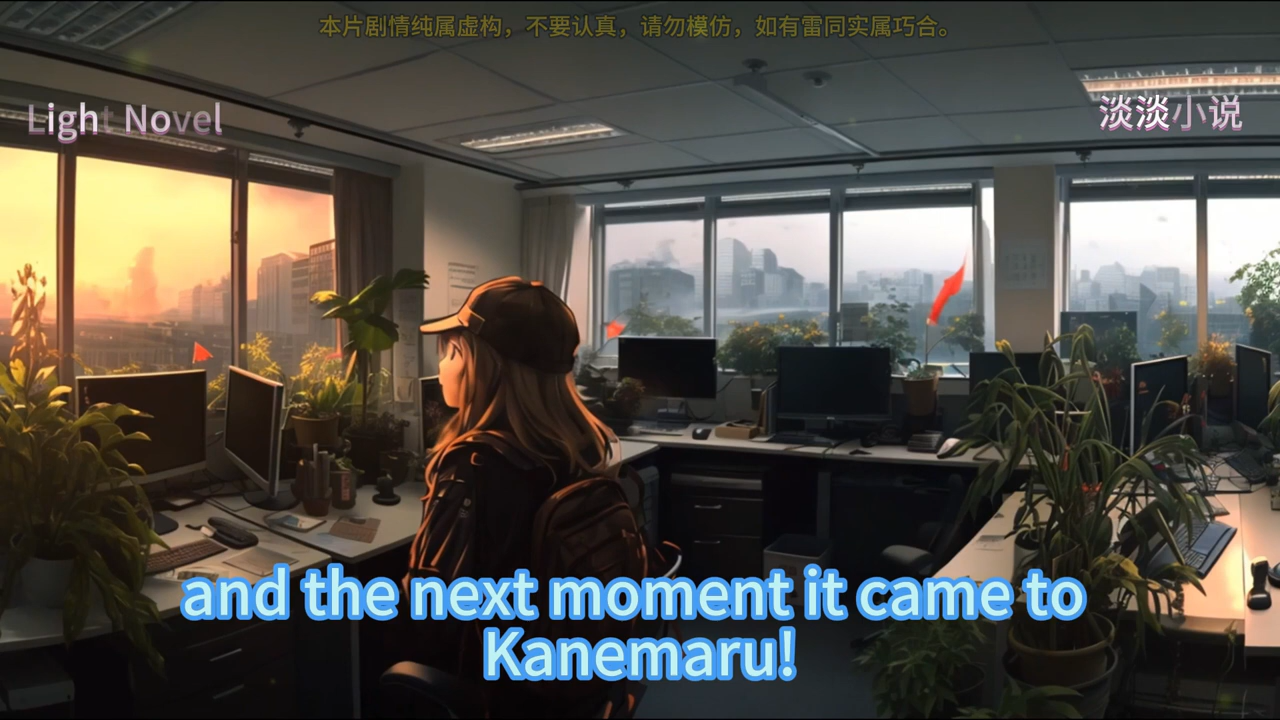 本片剧情纯属虚构，不要认真，请勿模仿，如有雷同实属巧合。
Light Novel
淡淡小说
and the next moment it came to
Kanemaru!